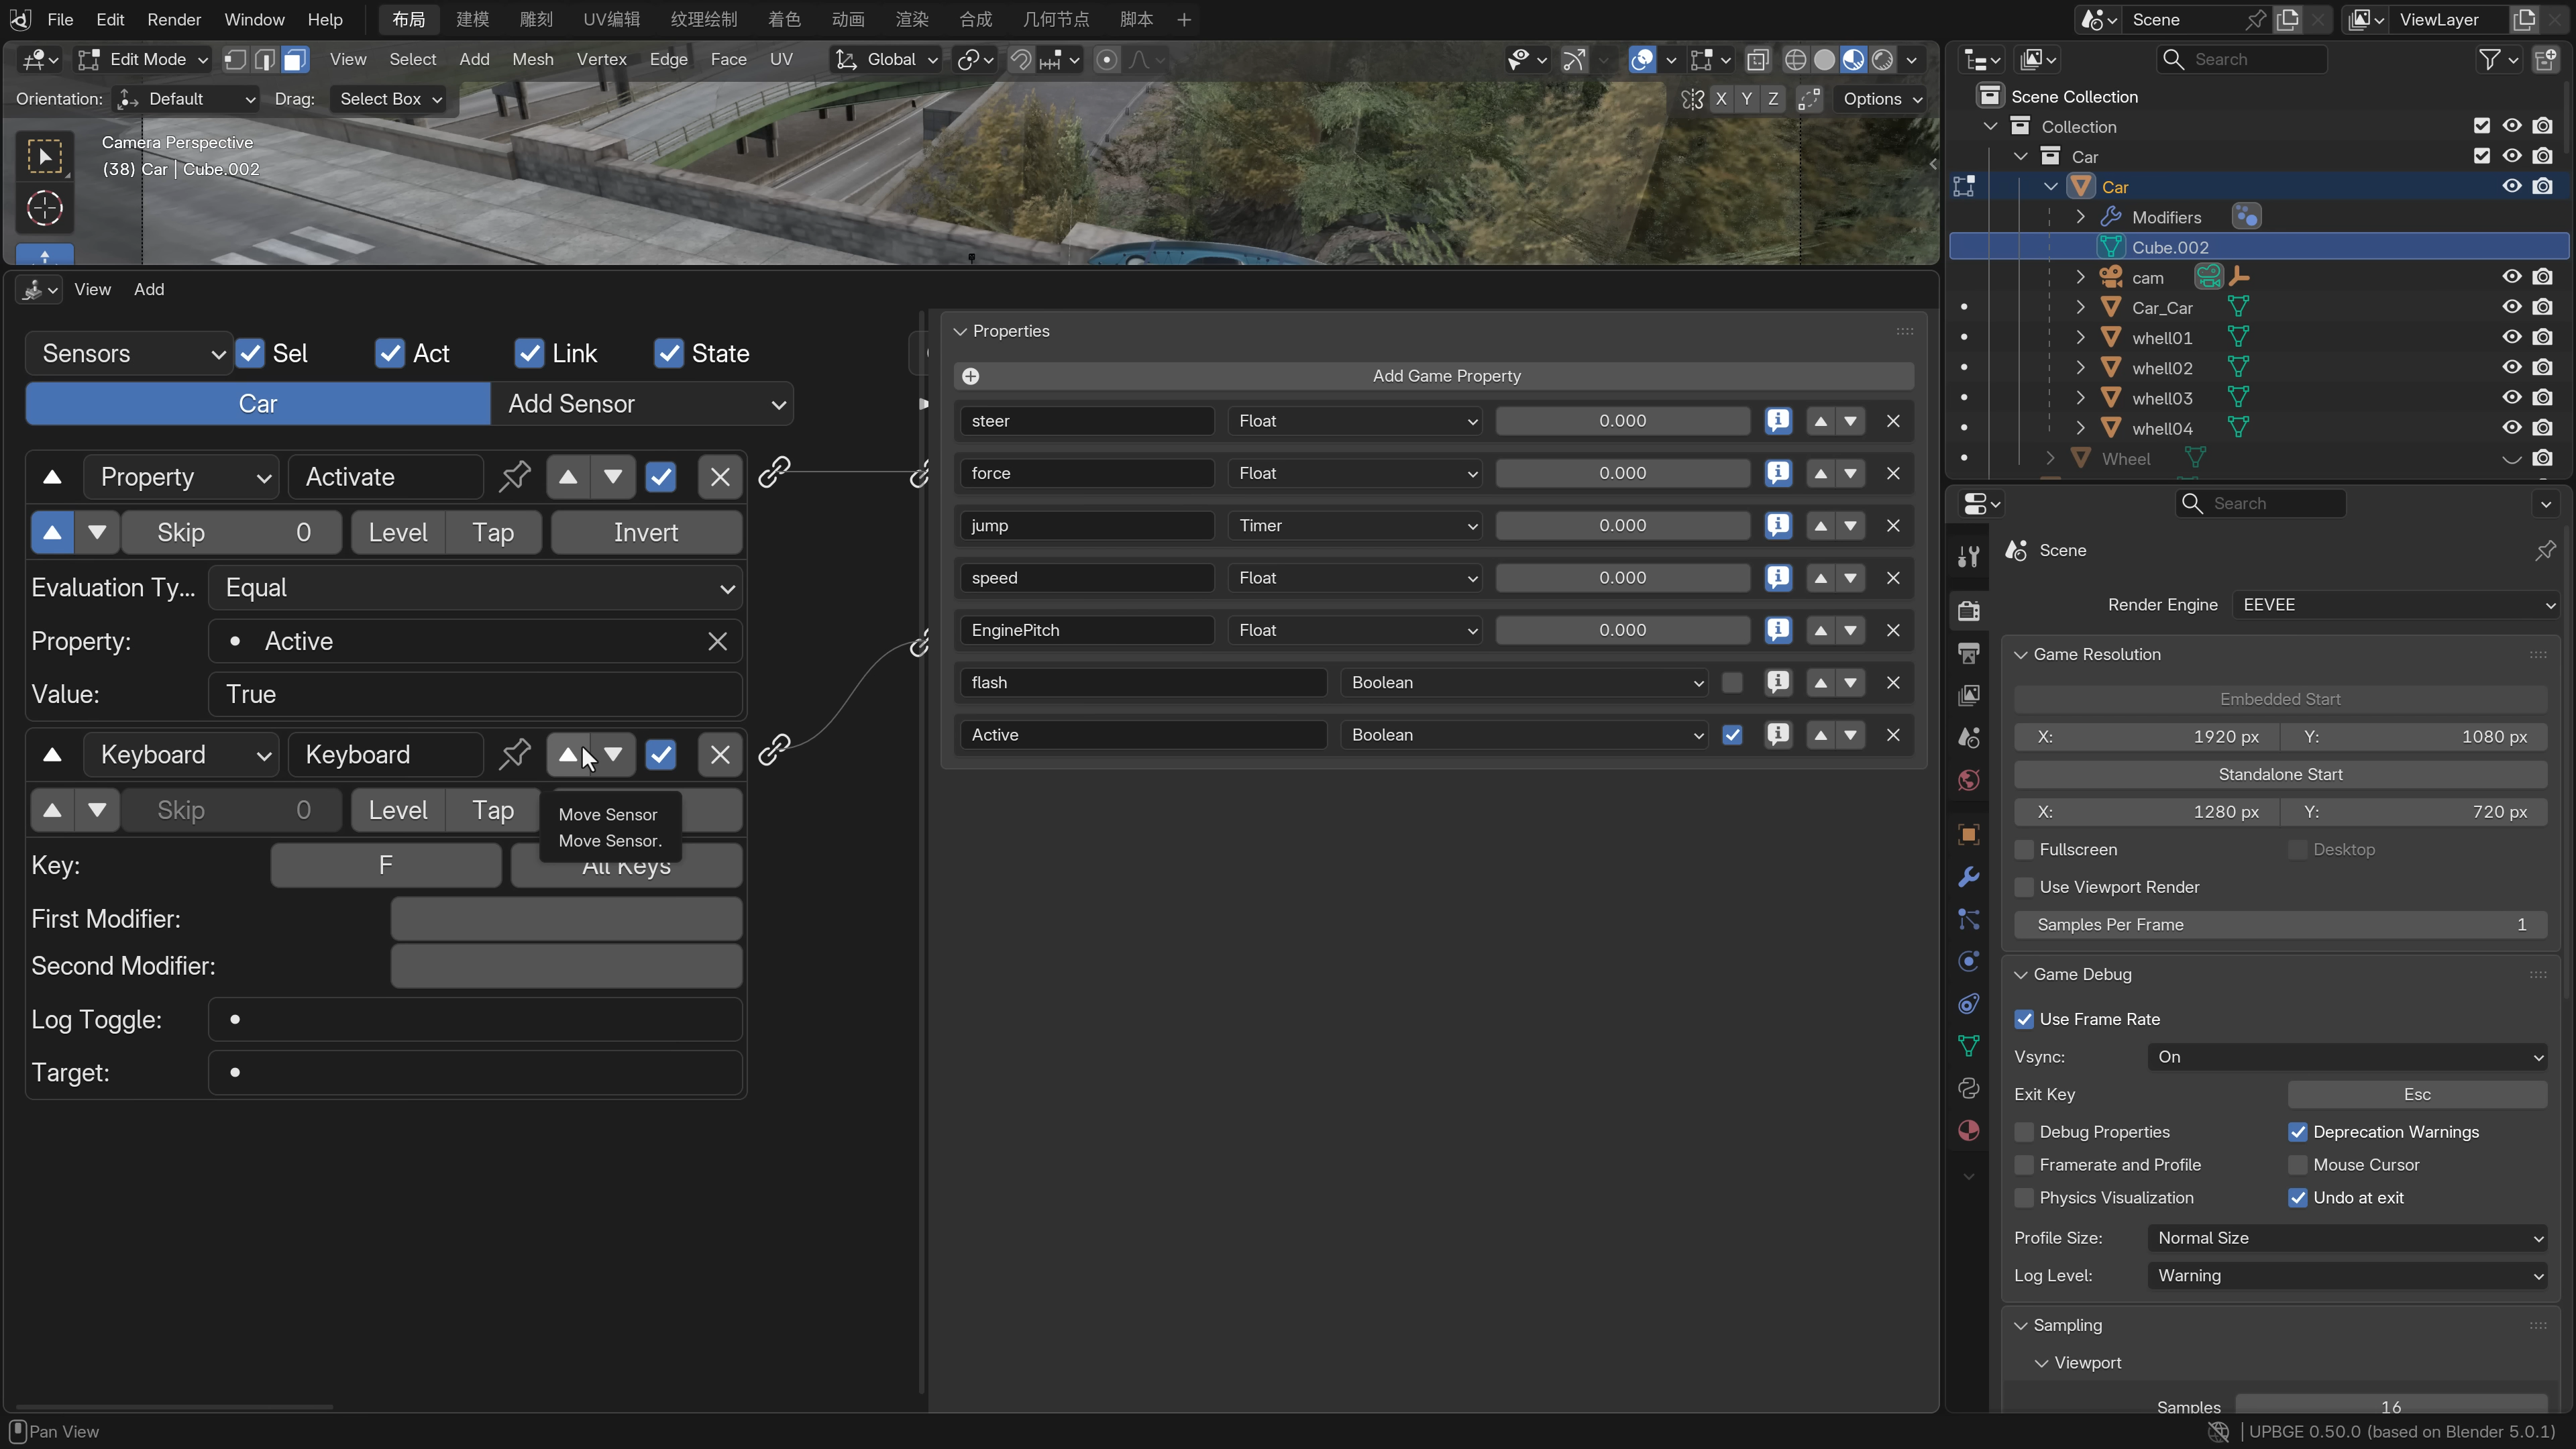 File Edit Render Window Help 布局 建模 雕刻 UV编辑 纹理绘制 着色 动画 渲染 合成 几何节点 脚本 Scene ViewLayer
Edit Mode View Select Add Mesh Vertex Edge Face UV Global Search
Orientation: Default Drag: Select Box X Y Z Options
Camera Perspective
(38) Car | Cube.002
Scene Collection
Collection
Car
Car
Modifiers
Cube.002
cam
Car_Car
whell01
whell02
whell03
whell04
Wheel
View Add
Sensors Sel Act Link State
Car Add Sensor
Property Activate
Skip 0 Level Tap Invert
Evaluation Ty... Equal
Property: Active
Value: True
Keyboard Keyboard
Skip 0 Level Tap
Move Sensor
Move Sensor.
Key: F All Keys
First Modifier:
Second Modifier:
Log Toggle:
Target:
Properties
Add Game Property
steer Float 0.000
force Float 0.000
jump Timer 0.000
speed Float 0.000
EnginePitch Float 0.000
flash Boolean
Active Boolean
Search
Scene
Render Engine EEVEE
Game Resolution
Embedded Start
X: 1920 px Y: 1080 px
Standalone Start
X: 1280 px Y: 720 px
Fullscreen Desktop
Use Viewport Render
Samples Per Frame 1
Game Debug
Use Frame Rate
Vsync: On
Exit Key Esc
Debug Properties Deprecation Warnings
Framerate and Profile Mouse Cursor
Physics Visualization Undo at exit
Profile Size: Normal Size
Log Level: Warning
Sampling
Viewport
Samples 16
Pan View UPBGE 0.50.0 (based on Blender 5.0.1)